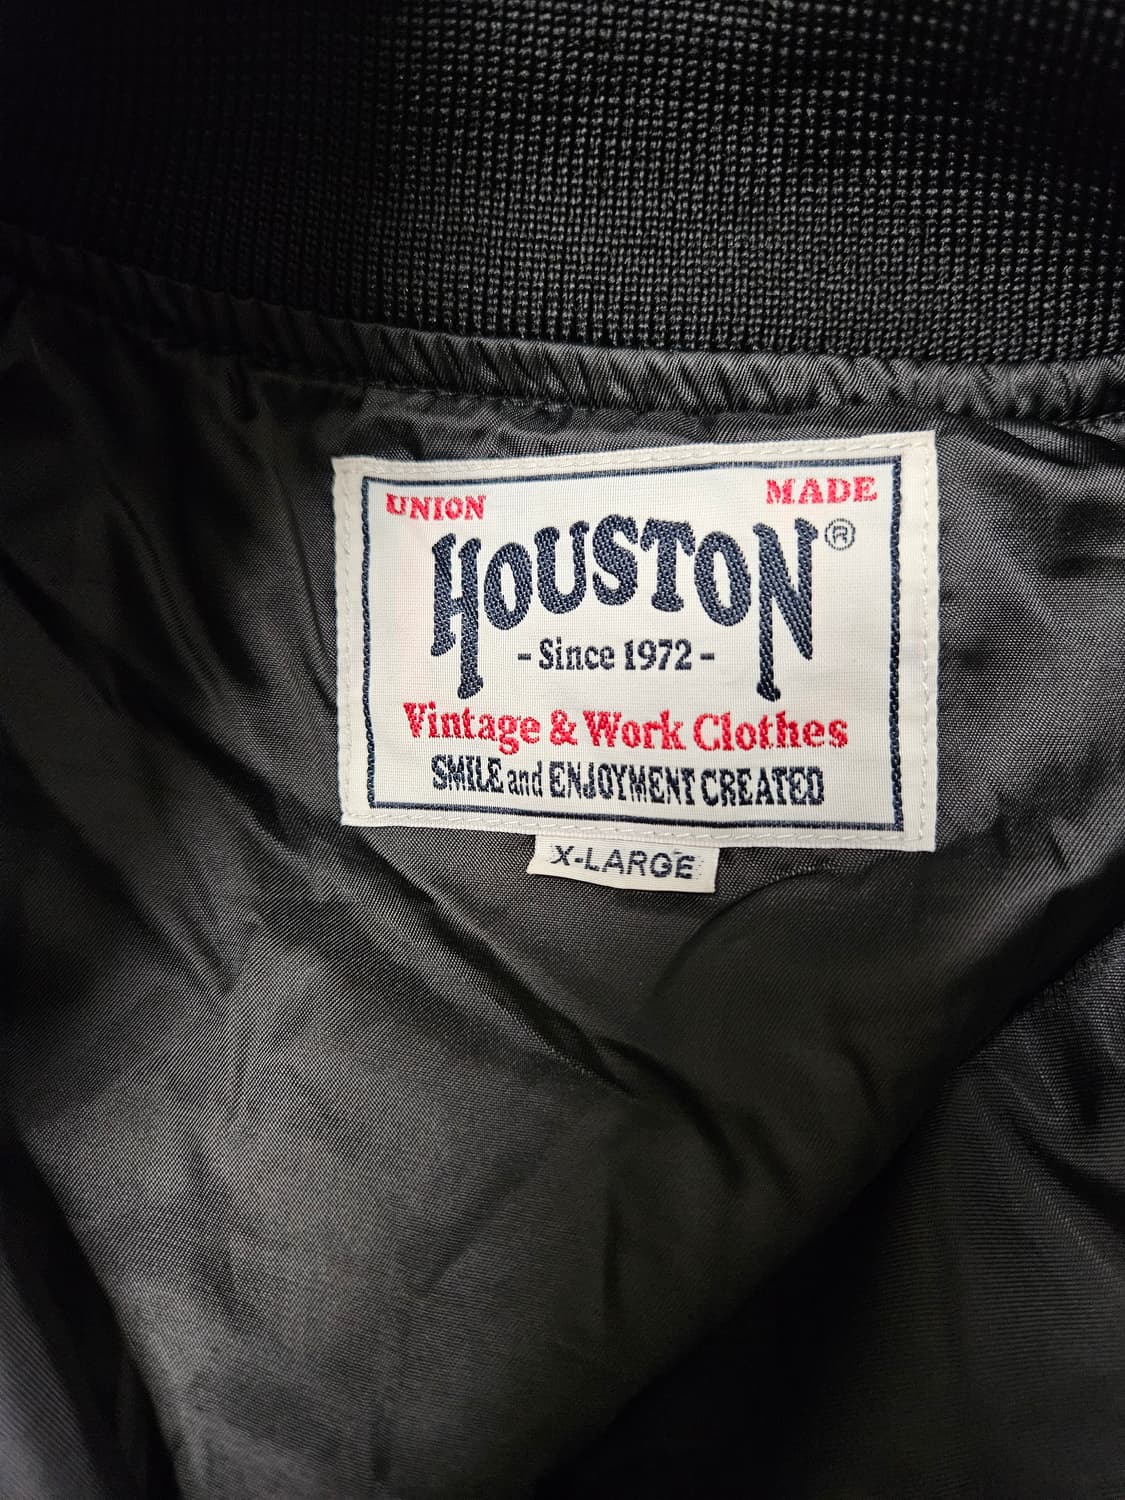 UNION MADE
HOUSTON®
- Since 1972 -
Vintage & Work Clothes
SMILE and ENJOYMENT CREATED
X-LARGE